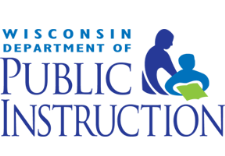 WISCONSIN
DEPARTMENT OF
PUBLIC
INSTRUCTION